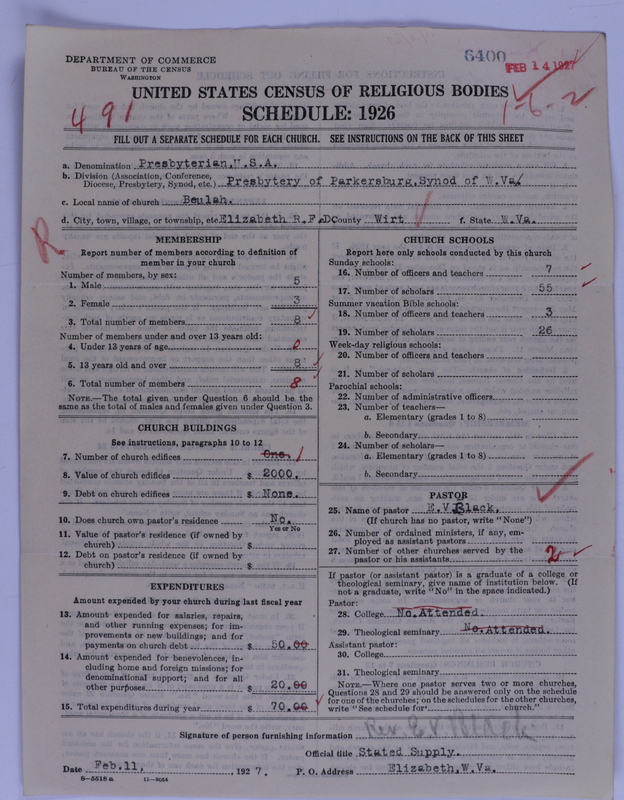 DEPARTMENT OF COMMERCE
BUREAU OF THE CENSUS
WASHINGTON
6400
FEB 14 1927
UNITED STATES CENSUS OF RELIGIOUS BODIES
1-6-2
491
SCHEDULE: 1926
FILL OUT A SEPARATE SCHEDULE FOR EACH CHURCH. SEE INSTRUCTIONS ON THE BACK OF THIS SHEET
a. Denomination Presbyterian,U.S.A.
b. Division (Association, Conference, Diocese, Presbytery, Synod, etc.) Presbytery of Parkersburg,Synod of W.Va.
c. Local name of church Beulah.
d. City, town, village, or township, etc Elizabeth R.F.D County Wirt f. State W.Va.
R
MEMBERSHIP
Report number of members according to definition of
member in your church
Number of members, by sex:
1. Male 5
2. Female 3
3. Total number of members 8
Number of members under and over 13 years old:
4. Under 13 years of age 0
5. 13 years old and over 8
6. Total number of members 8
NOTE.—The total given under Question 6 should be the
same as the total of males and females given under Question 3.
CHURCH BUILDINGS
See instructions, paragraphs 10 to 12
7. Number of church edifices One. 1
8. Value of church edifices $ 2000.
9. Debt on church edifices $ None.
10. Does church own pastor's residence No.
Yes or No
11. Value of pastor's residence (if owned by
church) $
12. Debt on pastor's residence (if owned by
church) $
EXPENDITURES
Amount expended by your church during last fiscal year
13. Amount expended for salaries, repairs,
and other running expenses; for im-
provements or new buildings; and for
payments on church debt $ 50.00
14. Amount expended for benevolences, in-
cluding home and foreign missions; for
denominational support; and for all
other purposes $ 20.00
15. Total expenditures during year $ 70.00
CHURCH SCHOOLS
Report here only schools conducted by this church
Sunday schools:
16. Number of officers and teachers 7
17. Number of scholars 55
Summer vacation Bible schools:
18. Number of officers and teachers 3
19. Number of scholars 26
Week-day religious schools:
20. Number of officers and teachers
21. Number of scholars
Parochial schools:
22. Number of administrative officers
23. Number of teachers—
a. Elementary (grades 1 to 8)
b. Secondary
24. Number of scholars—
a. Elementary (grades 1 to 8)
b. Secondary
PASTOR
25. Name of pastor E.V.Black.
(If church has no pastor, write "None")
26. Number of ordained ministers, if any, em-
ployed as assistant pastors
27. Number of other churches served by the
pastor or his assistants 2
If pastor (or assistant pastor) is a graduate of a college or
theological seminary, give name of institution below. (If
not a graduate, write "No" in the space indicated.)
Pastor:
28. College No.Attended.
29. Theological seminary No.Attended.
Assistant pastor:
30. College
31. Theological seminary
NOTE.—Where one pastor serves two or more churches,
Questions 28 and 29 should be answered only on the schedule
for one of the churches; on the schedules for the other churches,
write "See schedule for church."
Signature of person furnishing information Rev. E V Black
Official title Stated Supply.
Date Feb.11, , 1927. P. O. Address Elizabeth,W.Va.
8—5518 a 11—9054